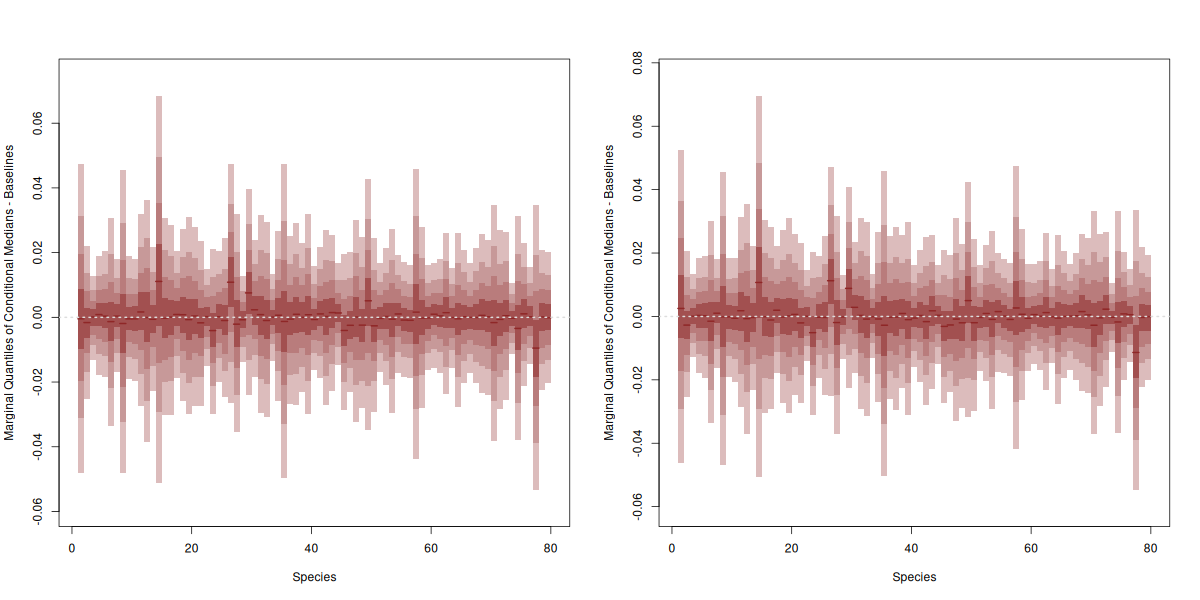 Marginal Quantiles of Conditional Medians - Baselines
-0.06 -0.04 -0.02 0.00 0.02 0.04 0.06
0 20 40 60 80
Species
Marginal Quantiles of Conditional Medians - Baselines
-0.06 -0.04 -0.02 0.00 0.02 0.04 0.06 0.08
0 20 40 60 80
Species